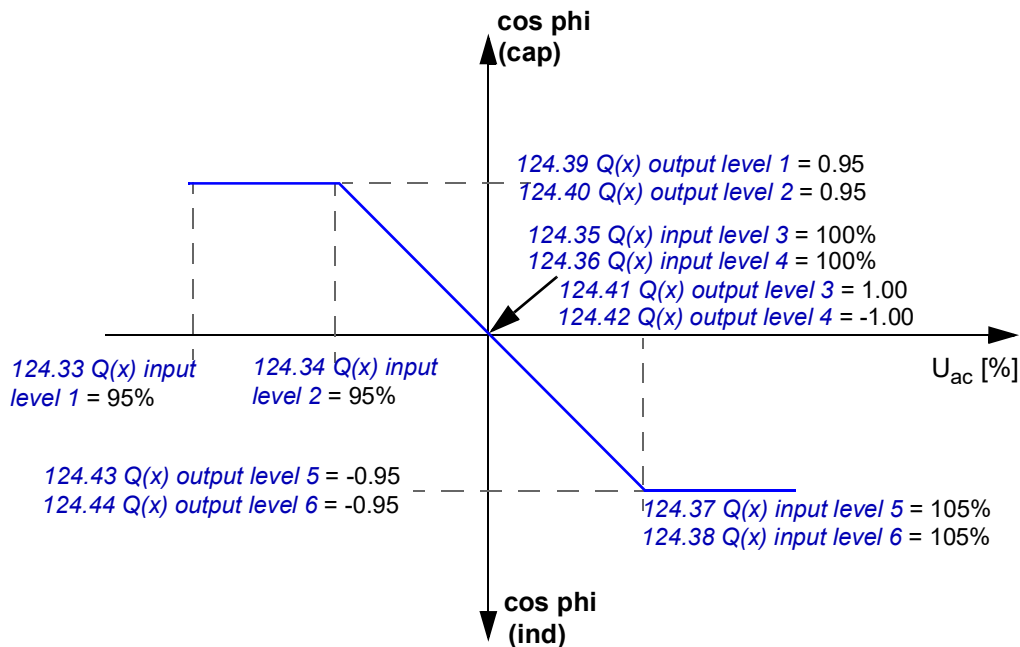 cos phi
(cap)
124.39 Q(x) output level 1 = 0.95
124.40 Q(x) output level 2 = 0.95
124.35 Q(x) input level 3 = 100%
124.36 Q(x) input level 4 = 100%
124.41 Q(x) output level 3 = 1.00
124.42 Q(x) output level 4 = -1.00
124.33 Q(x) input
level 1 = 95%
124.34 Q(x) input
level 2 = 95%
Uac [%]
124.43 Q(x) output level 5 = -0.95
124.44 Q(x) output level 6 = -0.95
124.37 Q(x) input level 5 = 105%
124.38 Q(x) input level 6 = 105%
cos phi
(ind)